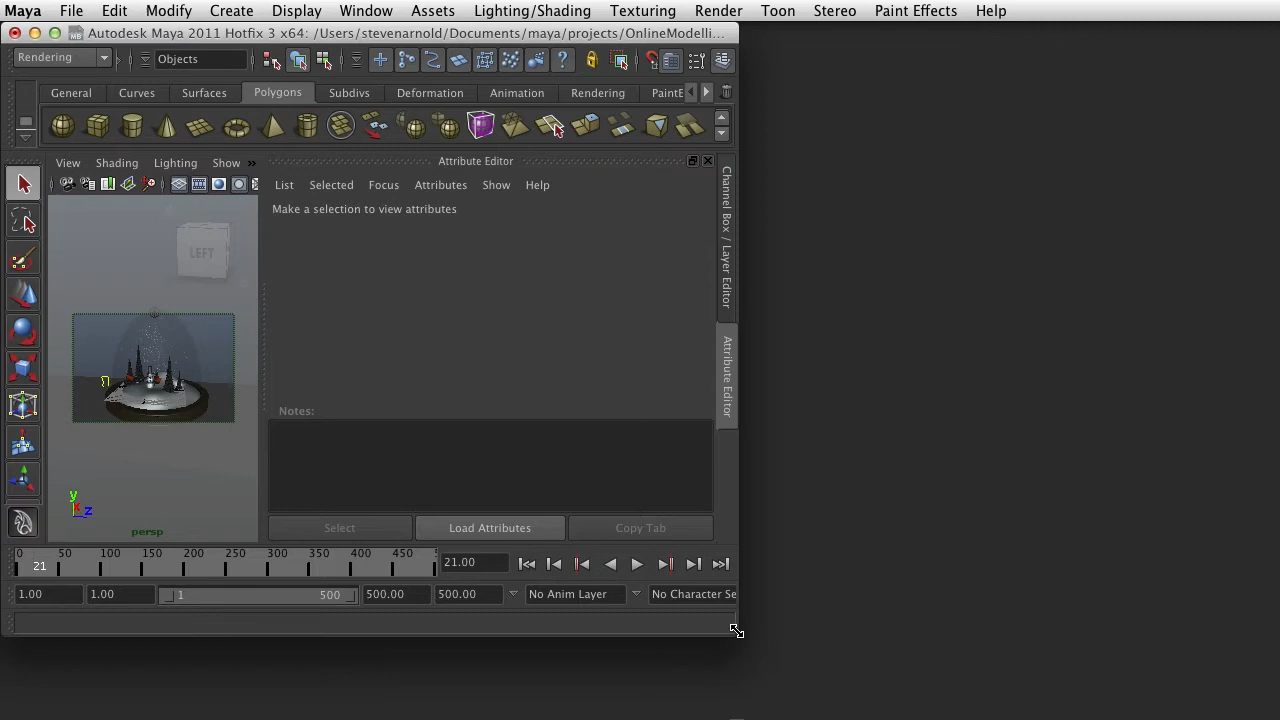 Maya File Edit Modify Create Display Window Assets Lighting/Shading Texturing Render Toon Stereo Paint Effects Help
Autodesk Maya 2011 Hotfix 3 x64: /Users/stevenarnold/Documents/maya/projects/OnlineModelli...
Rendering Objects
General Curves Surfaces Polygons Subdivs Deformation Animation Rendering PaintE
View Shading Lighting Show »
Attribute Editor
List Selected Focus Attributes Show Help
Make a selection to view attributes
LEFT
Channel Box / Layer Editor
Attribute Editor
Notes:
y
x
z
persp
Select Load Attributes Copy Tab
0 50 100 150 200 250 300 350 400 450 5
21
21.00
1.00 1.00 1 500 500.00 500.00 No Anim Layer No Character Se